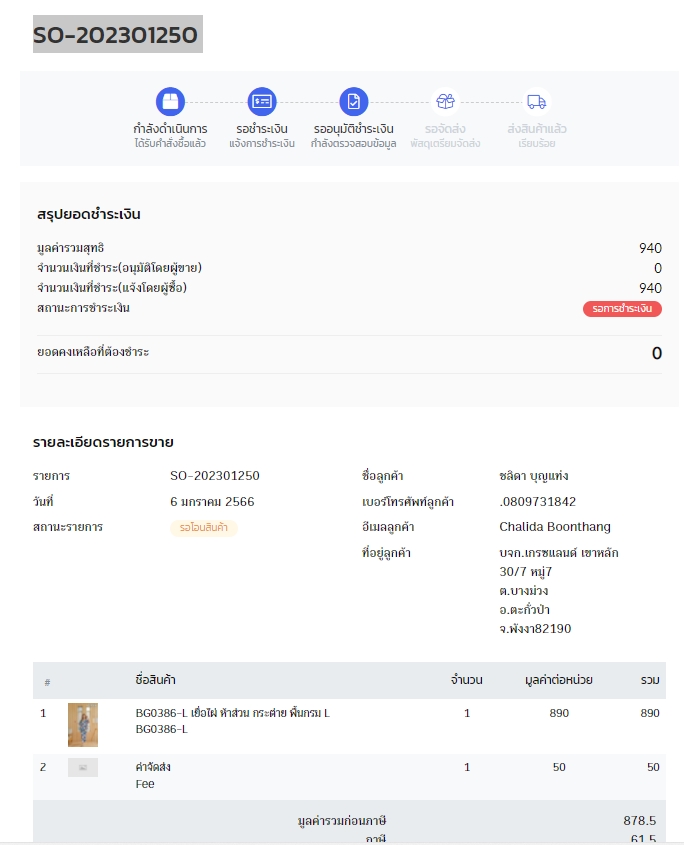 SO-202301250
กำลังดำเนินการ รอชำระเงิน รออนุมัติชำระเงิน รอจัดส่ง ส่งสินค้าแล้ว
ได้รับคำสั่งซื้อแล้ว แจ้งการชำระเงิน กำลังตรวจสอบข้อมูล พัสดุเตรียมจัดส่ง เรียบร้อย
สรุปยอดชำระเงิน
มูลค่ารวมสุทธิ 940
จำนวนเงินที่ชำระ(อนุมัติโดยผู้ขาย) 0
จำนวนเงินที่ชำระ(แจ้งโดยผู้ซื้อ) 940
สถานะการชำระเงิน รอการชำระเงิน
ยอดคงเหลือที่ต้องชำระ 0
รายละเอียดรายการขาย
รายการ SO-202301250 ชื่อลูกค้า ชลิดา บุญแท่ง
วันที่ 6 มกราคม 2566 เบอร์โทรศัพท์ลูกค้า .0809731842
สถานะรายการ รอโอนสินค้า อีเมลลูกค้า Chalida Boonthang
ที่อยู่ลูกค้า บจก.เกรซแลนด์ เขาหลัก
30/7 หมู่7
ต.บางม่วง
อ.ตะกั่วป่า
จ.พังงา82190
# ชื่อสินค้า จำนวน มูลค่าต่อหน่วย รวม
1 BG0386-L เยื่อไผ่ ห้าส่วน กระต่าย พื้นกรม L 1 890 890
BG0386-L
2 ค่าจัดส่ง 1 50 50
Fee
มูลค่ารวมก่อนภาษี 878.5
ภาษี 61.5